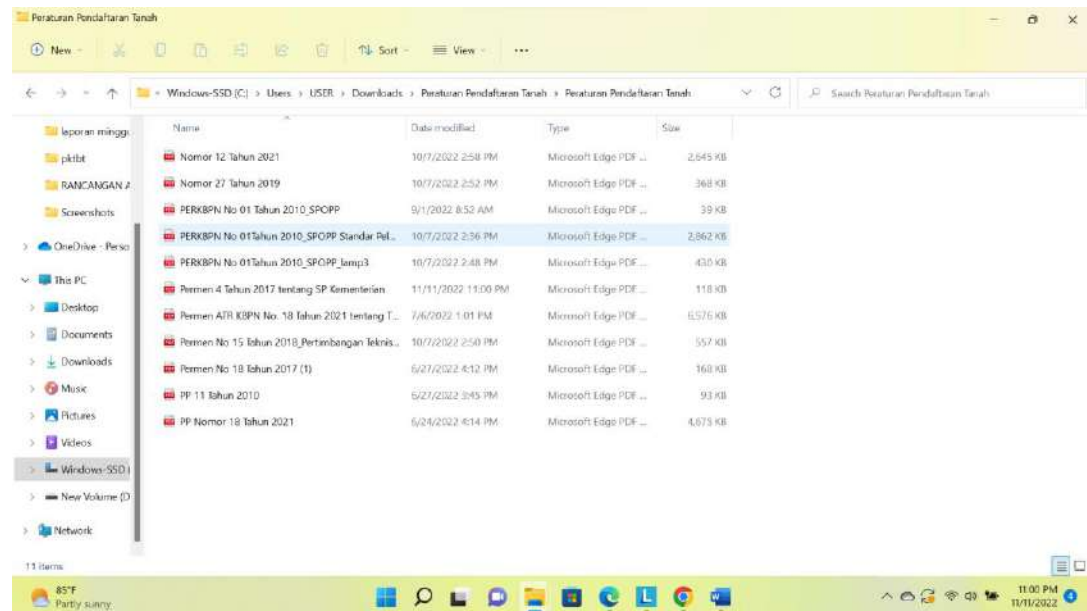 Peraturan Pendaftaran Tanah
New Sort View
Windows-SSD (C:) > Users > USER > Downloads > Peraturan Pendaftaran Tanah > Peraturan Pendaftaran Tanah Search Peraturan Pendaftaran Tanah
Name Date modified Type Size
laporan minggu
pktbt
RANCANGAN A
Screenshots
OneDrive - Perso
This PC
Desktop
Documents
Downloads
Music
Pictures
Videos
Windows-SSD (
New Volume (D
Network
Nomor 12 Tahun 2021 10/7/2022 2:58 PM Microsoft Edge PDF ... 2,645 KB
Nomor 27 Tahun 2019 10/7/2022 2:52 PM Microsoft Edge PDF ... 368 KB
PERKBPN No 01 Tahun 2010_SPOPP 9/1/2022 8:52 AM Microsoft Edge PDF ... 39 KB
PERKBPN No 01Tahun 2010_SPOPP Standar Pel... 10/7/2022 2:36 PM Microsoft Edge PDF ... 2,862 KB
PERKBPN No 01Tahun 2010_SPOPP_lamp3 10/7/2022 2:48 PM Microsoft Edge PDF ... 430 KB
Permen 4 Tahun 2017 tentang SP Kementerian 11/11/2022 11:00 PM Microsoft Edge PDF ... 118 KB
Permen ATR KBPN No. 18 Tahun 2021 tentang T... 7/6/2022 1:01 PM Microsoft Edge PDF ... 6,576 KB
Permen No 15 Tahun 2018_Pertimbangan Teknis... 10/7/2022 2:50 PM Microsoft Edge PDF ... 557 KB
Permen No 18 Tahun 2017 (1) 6/27/2022 4:12 PM Microsoft Edge PDF ... 168 KB
PP 11 Tahun 2010 6/27/2022 3:45 PM Microsoft Edge PDF ... 93 KB
PP Nomor 18 Tahun 2021 6/24/2022 4:14 PM Microsoft Edge PDF ... 4,675 KB
11 items
85°F
Partly sunny
11:00 PM
11/11/2022
4